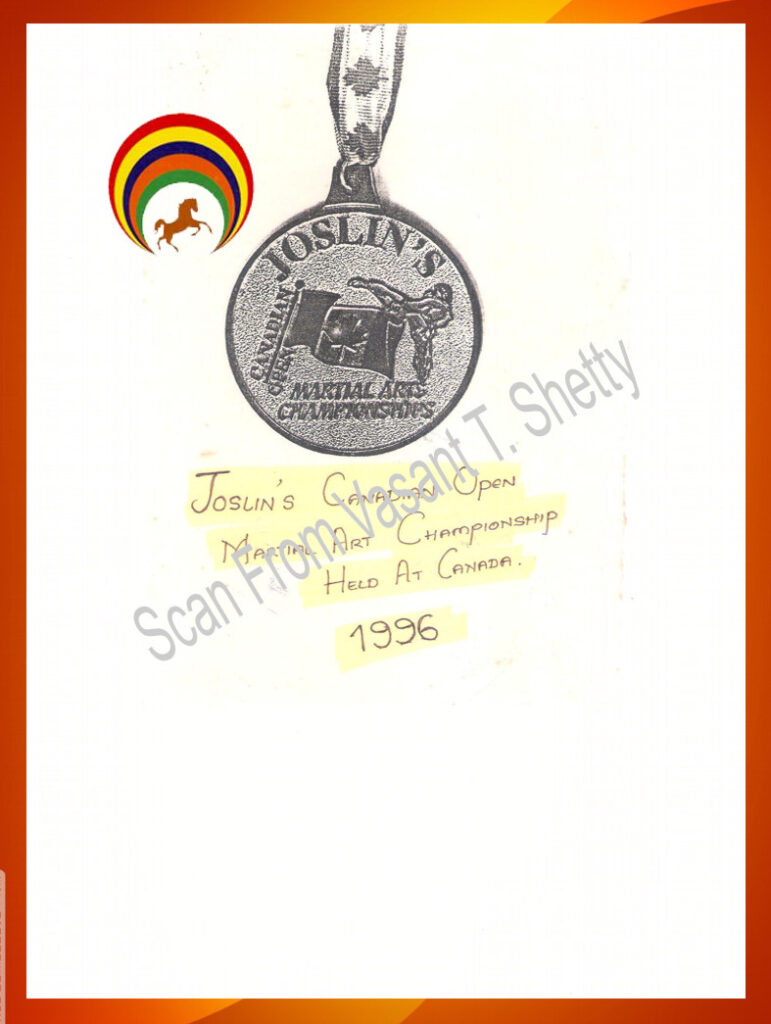 JOSLIN'S
CANADIAN
OPEN
MARTIAL ARTS
CHAMPIONSHIPS
JOSLIN'S CANADIAN OPEN
MARTIAL ART CHAMPIONSHIP
HELD AT CANADA.
1996
Scan From Vasant T. Shetty